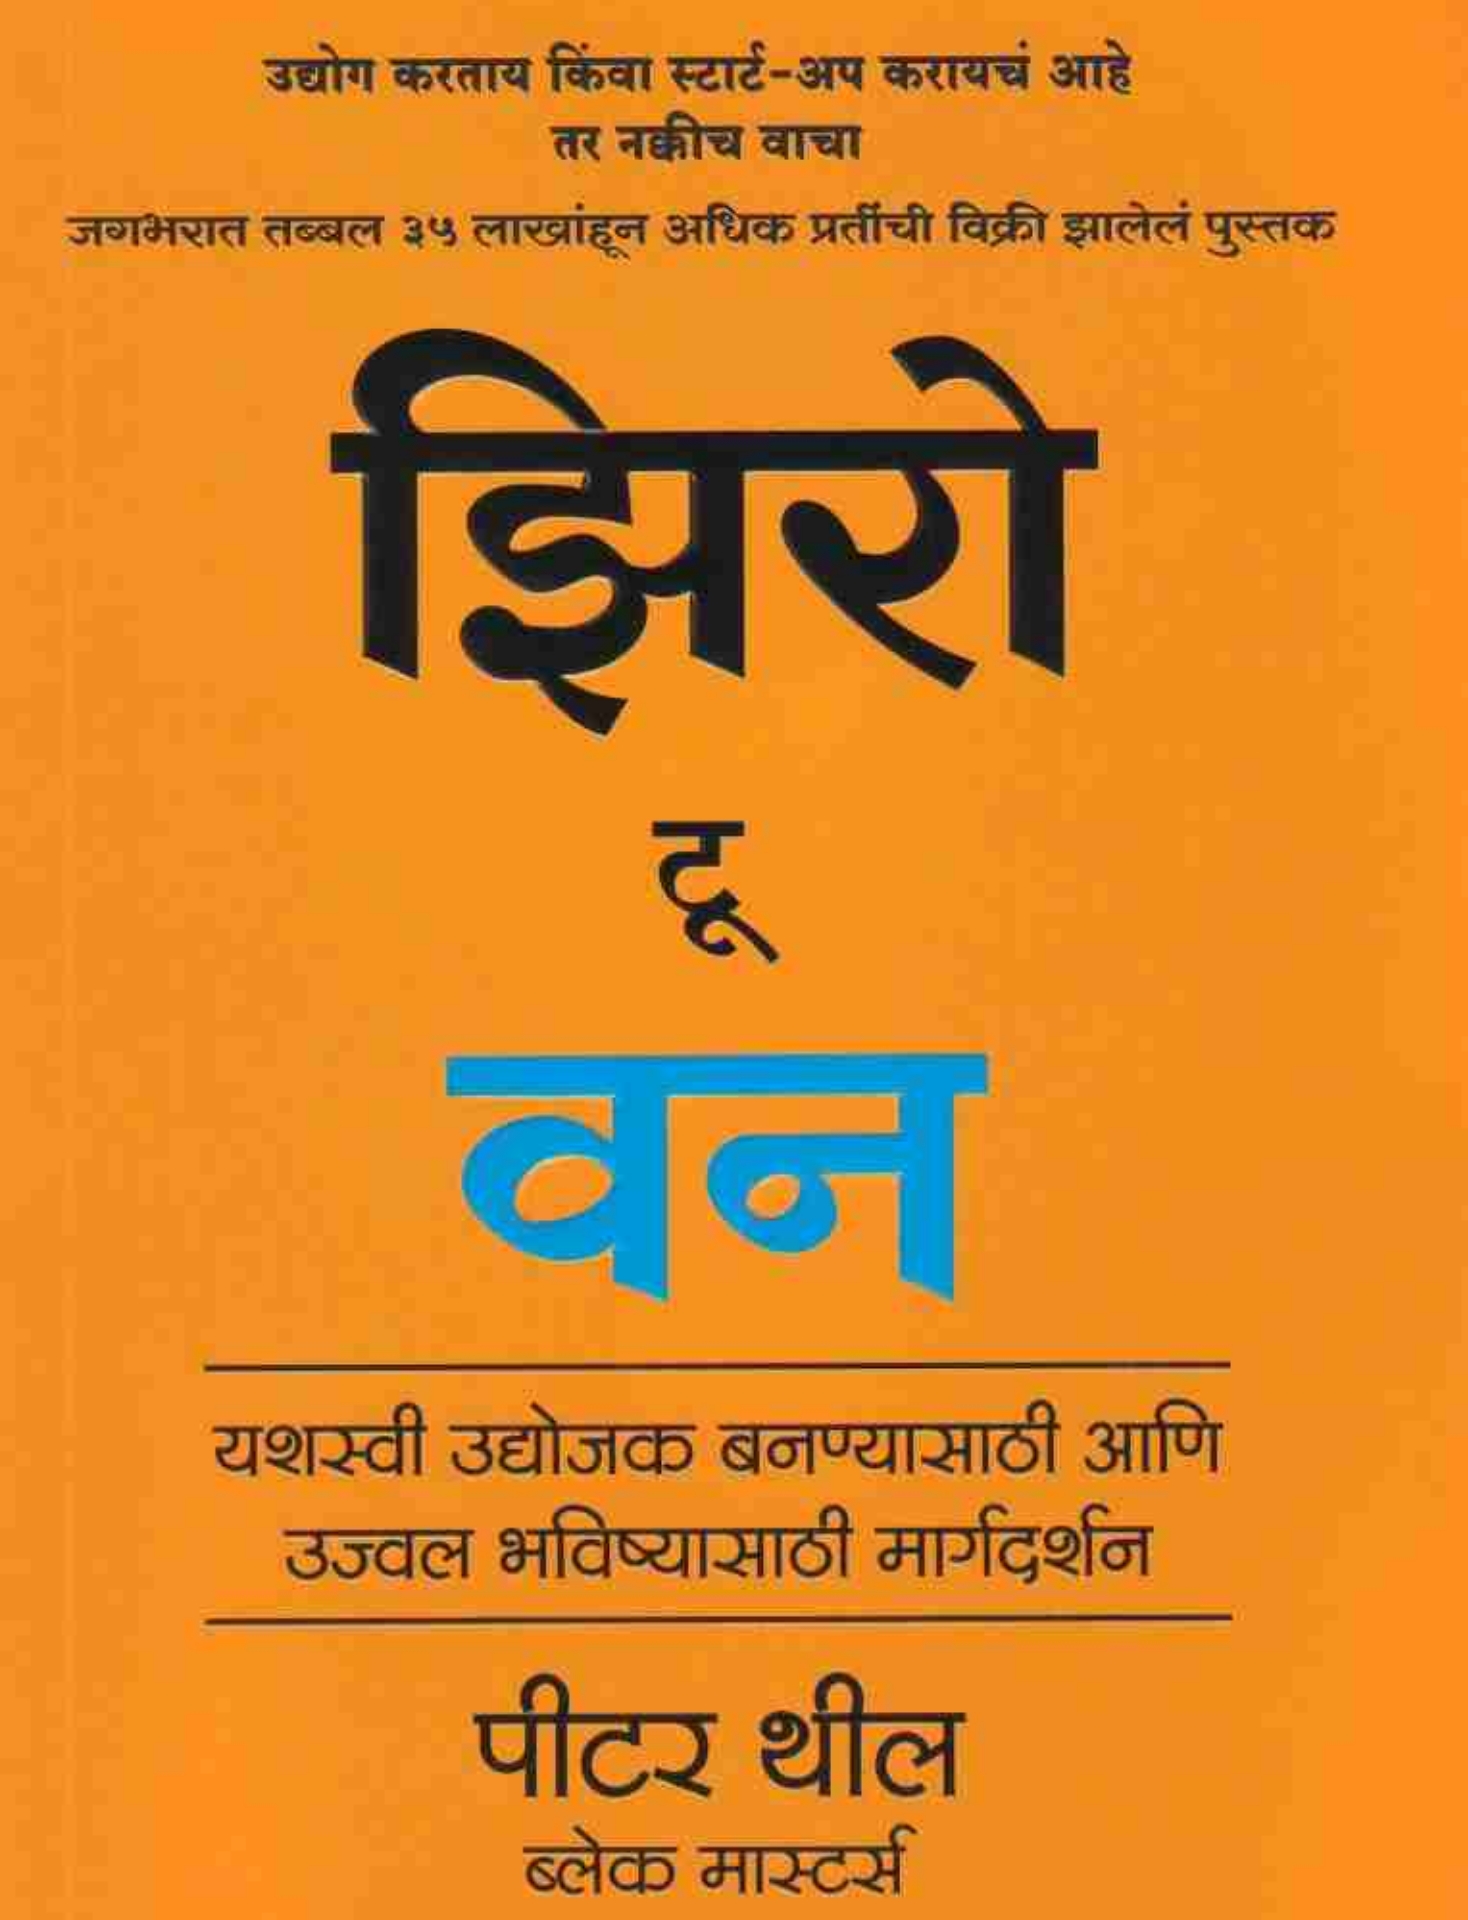 उद्योग करताय किंवा स्टार्ट-अप करायचं आहे
तर नक्कीच वाचा
जगभरात तब्बल ३५ लाखांहून अधिक प्रतींची विक्री झालेलं पुस्तक
झिरो
टू
वन
यशस्वी उद्योजक बनण्यासाठी आणि
उज्वल भविष्यासाठी मार्गदर्शन
पीटर थील
ब्लेक मास्टर्स